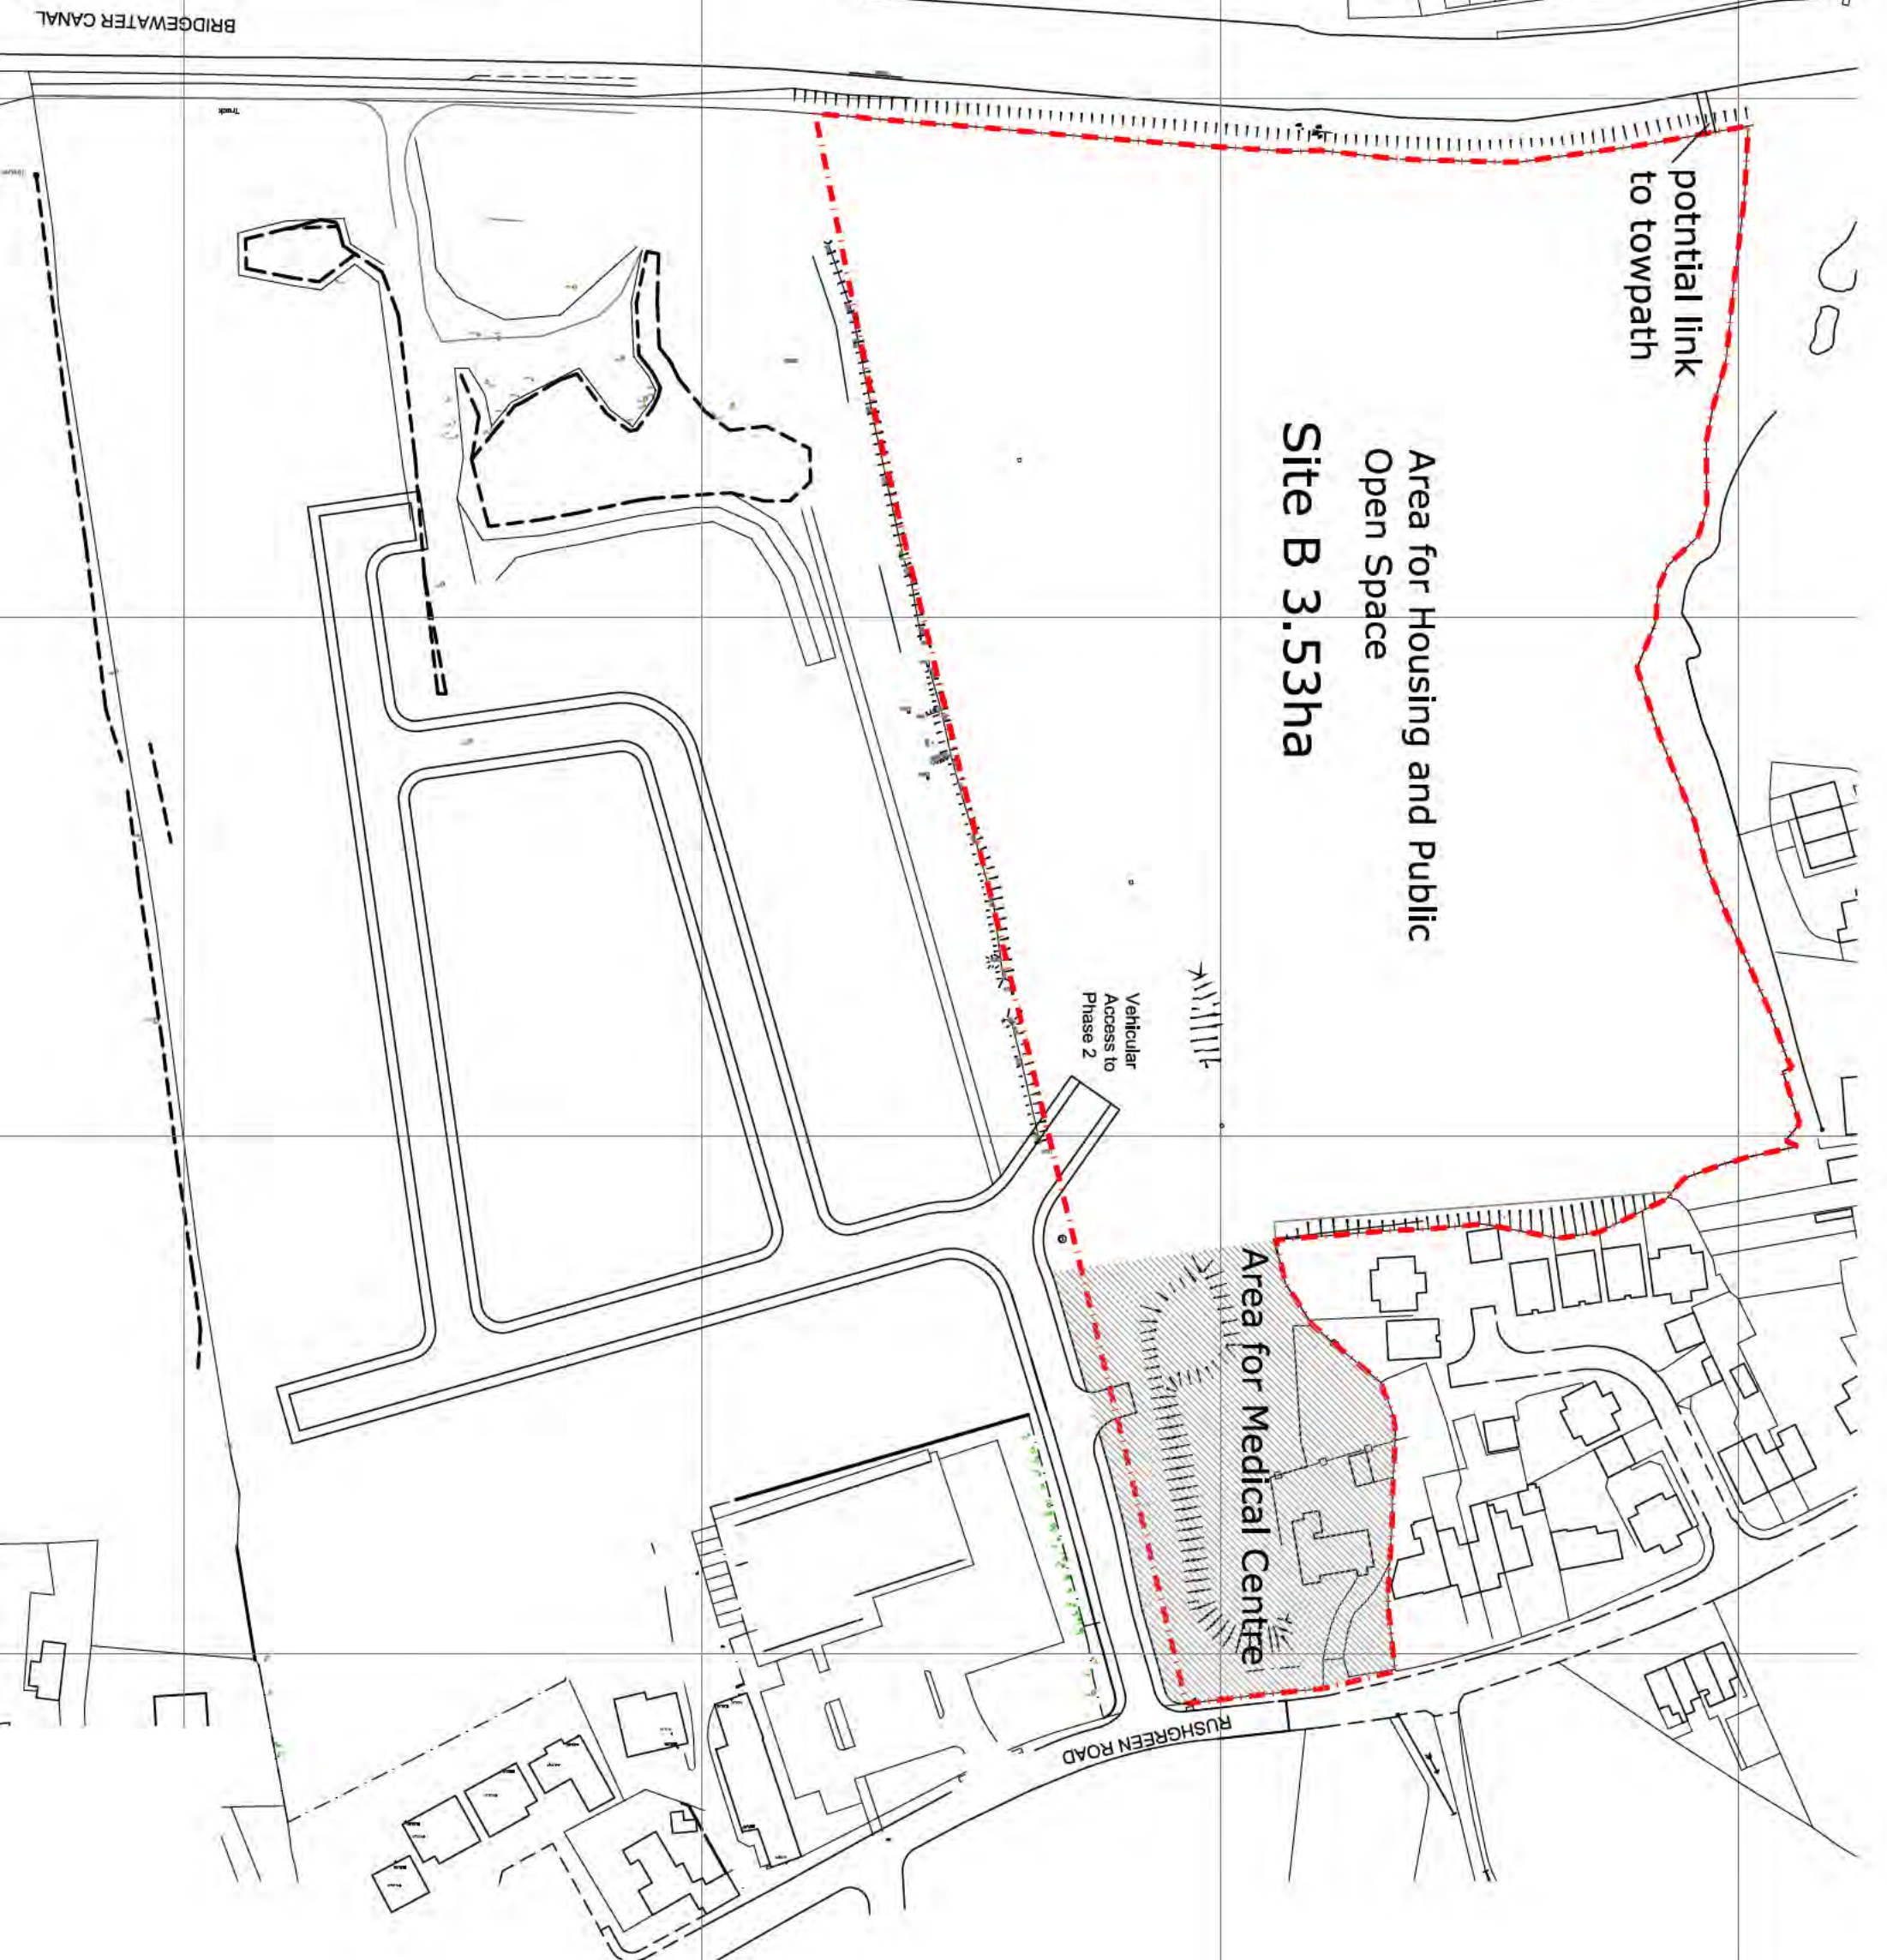 BRIDGEWATER CANAL
Track
potntial link
to towpath
Area for Housing and Public
Open Space
Site B 3.53ha
Vehicular
Access to
Phase 2
Area for Medical Centre
RUSHGREEN ROAD